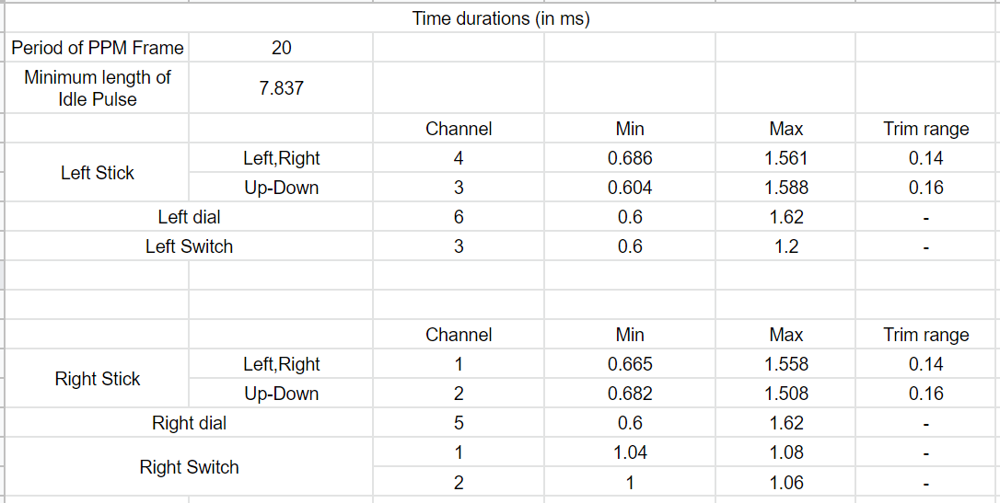 Time durations (in ms)
Period of PPM Frame 20
Minimum length of
Idle Pulse 7.837
Channel Min Max Trim range
Left Stick Left,Right 4 0.686 1.561 0.14
Up-Down 3 0.604 1.588 0.16
Left dial 6 0.6 1.62 -
Left Switch 3 0.6 1.2 -
Channel Min Max Trim range
Right Stick Left,Right 1 0.665 1.558 0.14
Up-Down 2 0.682 1.508 0.16
Right dial 5 0.6 1.62 -
Right Switch 1 1.04 1.08 -
2 1 1.06 -